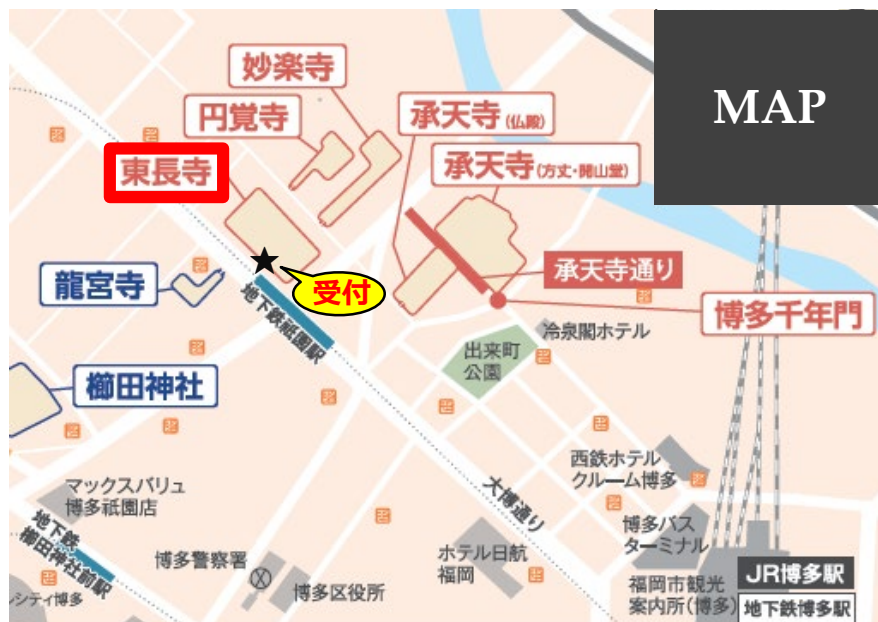 MAP
妙楽寺
円覚寺
承天寺(仏殿)
東長寺
承天寺(方丈・開山堂)
承天寺通り
龍宮寺
受付
地下鉄祇園駅
博多千年門
冷泉閣ホテル
出来町
公園
櫛田神社
西鉄ホテル
クルーム博多
マックスバリュ
博多祇園店
大博通り
博多バス
ターミナル
地下鉄
櫛田神社前駅
博多警察署
ホテル日航
福岡
博多区役所
福岡市観光
案内所(博多)
JR博多駅
地下鉄博多駅
シティ博多